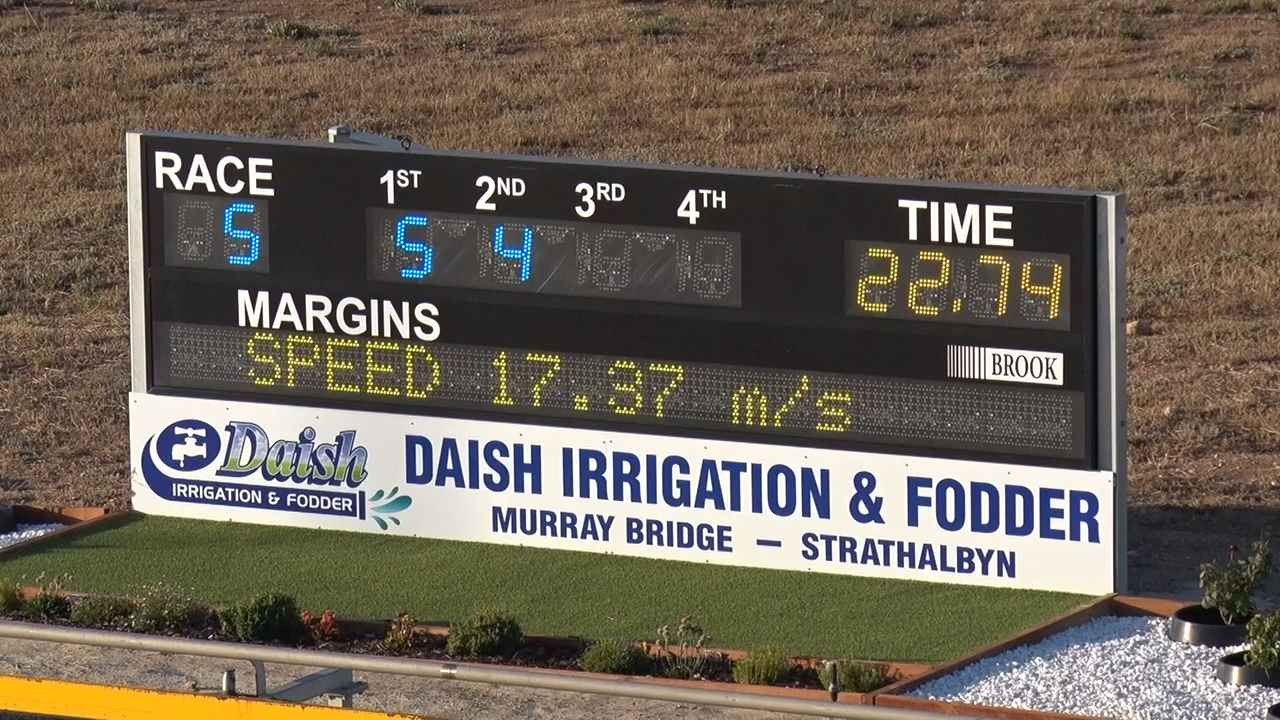 RACE 1ST 2ND 3RD 4TH TIME
5 5 4 22.74
MARGINS
BROOK
SPEED 17.37 m/s
Daish
IRRIGATION & FODDER
DAISH IRRIGATION & FODDER
MURRAY BRIDGE — STRATHALBYN